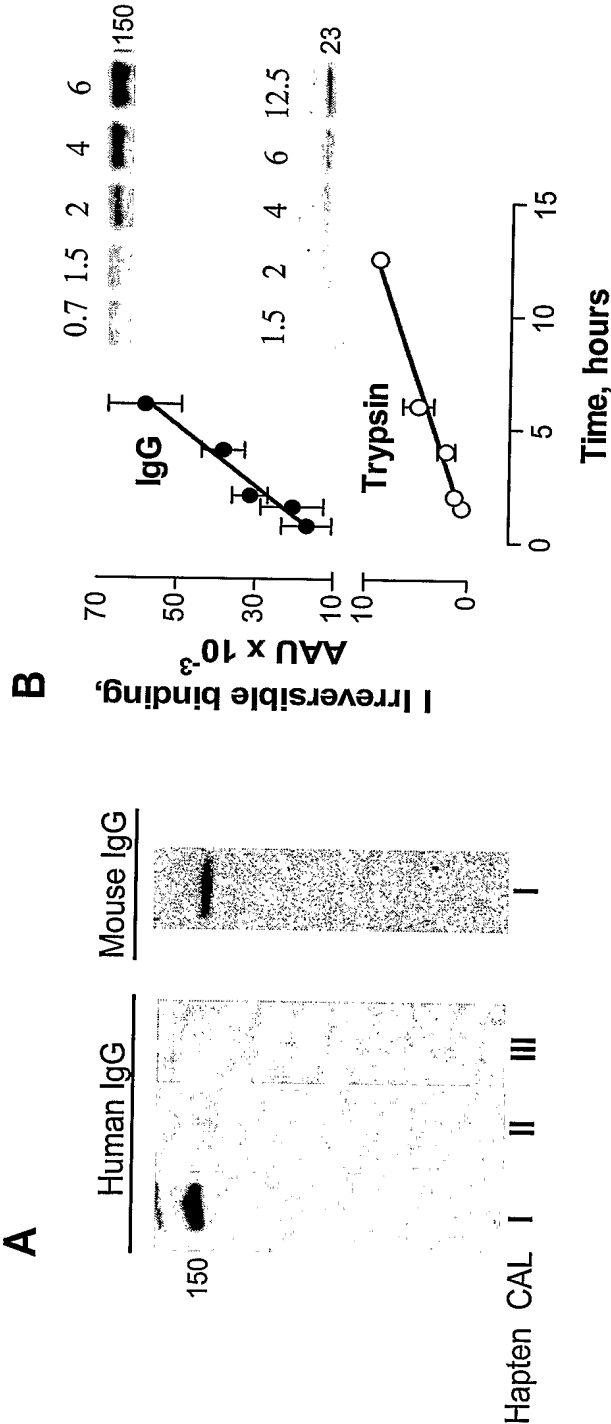 A
Human IgG
Mouse IgG
150
Hapten CAL I II III I
B
I Irreversible binding,
AAU x 10-3
70
50
30
10
10
0
IgG
Trypsin
0.7 1.5 2 4 6
150
1.5 2 4 6 12.5
23
0 5 10 15
Time, hours